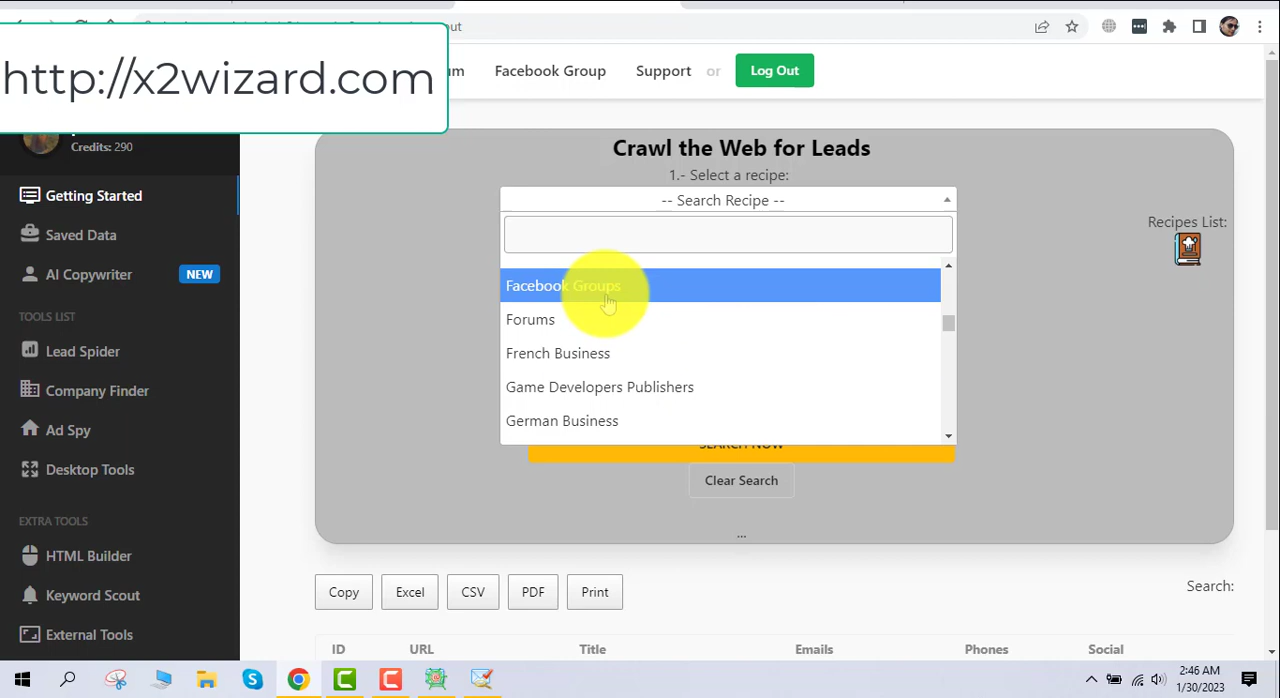 out
http://x2wizard.com
um
Facebook Group
Support
or
Log Out
Credits: 290
Getting Started
Saved Data
AI Copywriter
NEW
TOOLS LIST
Lead Spider
Company Finder
Ad Spy
Desktop Tools
EXTRA TOOLS
HTML Builder
Keyword Scout
External Tools
Crawl the Web for Leads
1.- Select a recipe:
-- Search Recipe --
Recipes List:
Facebook Groups
Forums
French Business
Game Developers Publishers
German Business
SEARCH NOW
Clear Search
...
Copy
Excel
CSV
PDF
Print
Search:
ID
URL
Title
Emails
Phones
Social
2:46 AM
1/30/2023